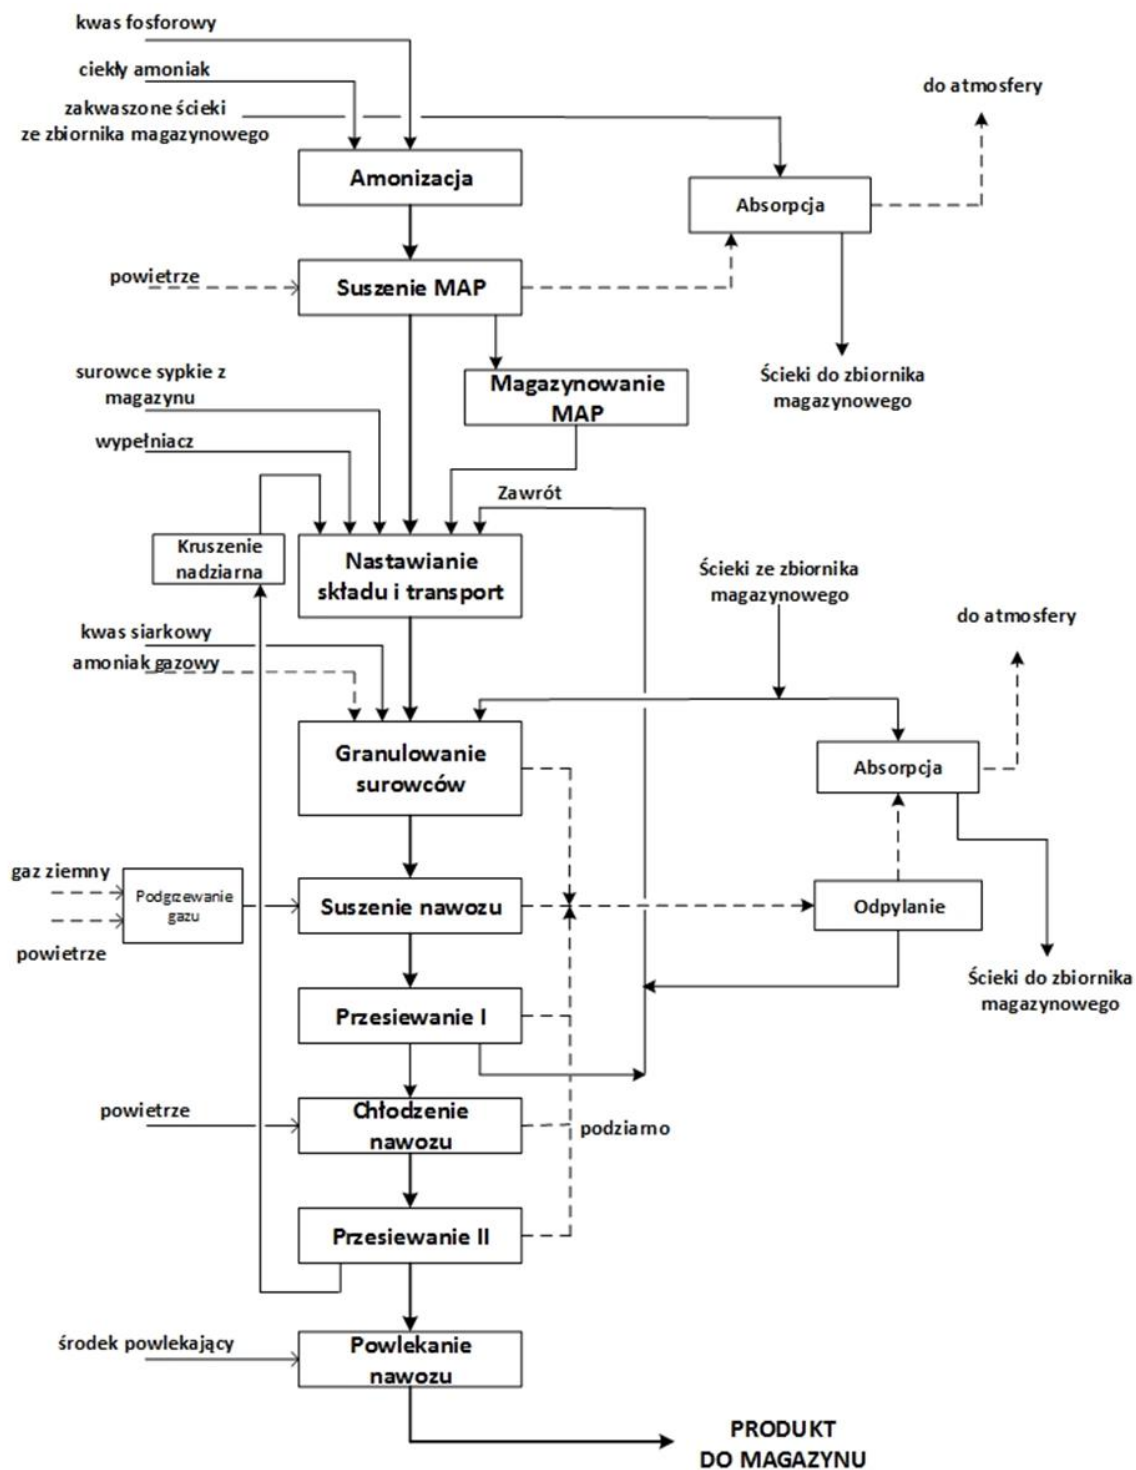 kwas fosforowy
ciekły amoniak
zakwaszone ścieki
ze zbiornika magazynowego
do atmosfery
Amonizacja
Absorpcja
powietrze
Suszenie MAP
surowce sypkie z
magazynu
Magazynowanie
MAP
Ścieki do zbiornika
magazynowego
wypełniacz
Zawrót
Kruszenie
nadziarna
Nastawianie
składu i transport
Ścieki ze zbiornika
magazynowego
do atmosfery
kwas siarkowy
amoniak gazowy
Granulowanie
surowców
Absorpcja
gaz ziemny
Podgrzewanie
gazu
powietrze
Suszenie nawozu
Odpylanie
Ścieki do zbiornika
magazynowego
Przesiewanie I
powietrze
Chłodzenie
nawozu
podziarno
Przesiewanie II
środek powlekający
Powlekanie
nawozu
PRODUKT
DO MAGAZYNU